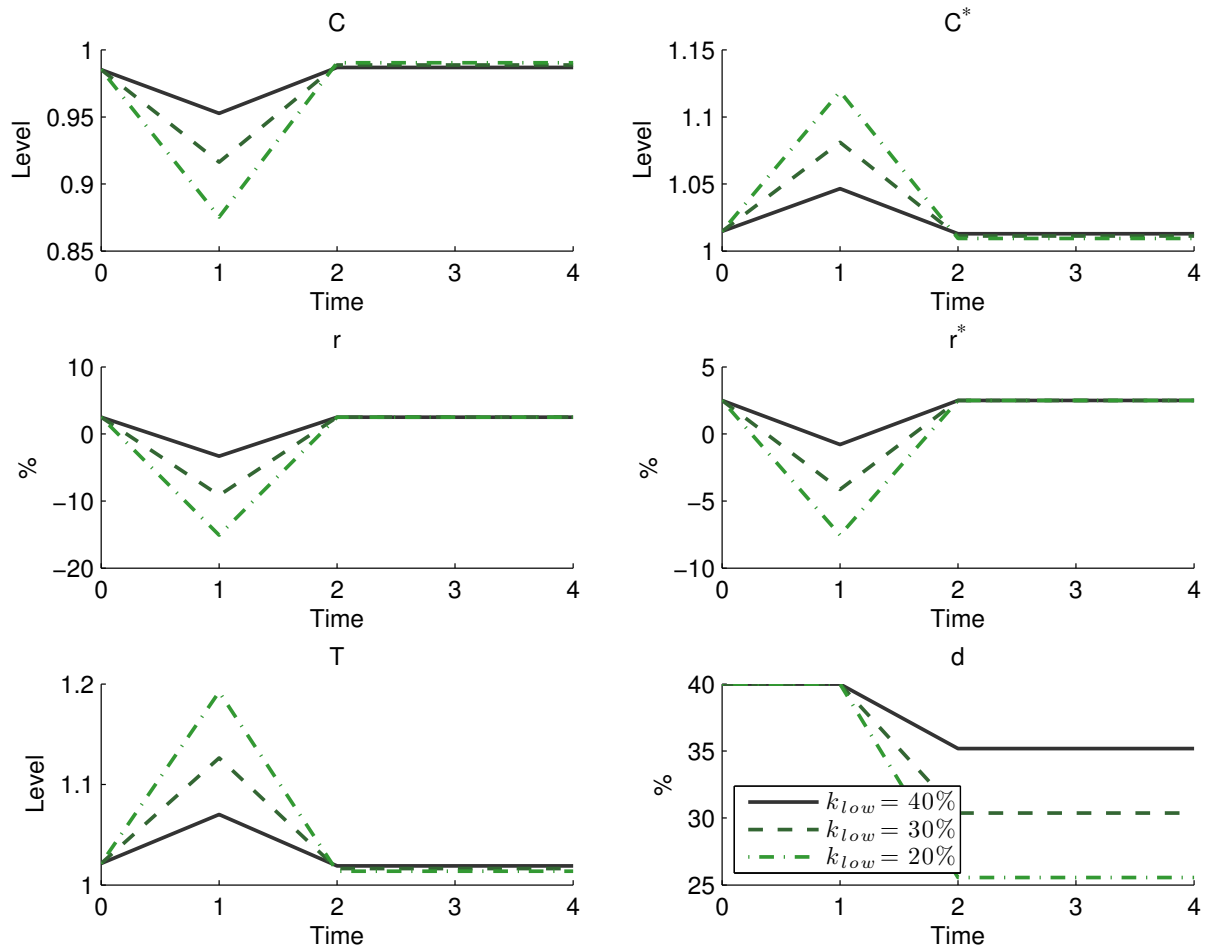 C
1
0.95
0.9
0.85
Level
0 1 2 3 4
Time
C*
1.15
1.1
1.05
1
Level
0 1 2 3 4
Time
r
10
0
−10
−20
%
0 1 2 3 4
Time
r*
5
0
−5
−10
%
0 1 2 3 4
Time
T
1.2
1.1
1
Level
0 1 2 3 4
Time
d
40
35
30
25
%
k_low = 40%
k_low = 30%
k_low = 20%
0 1 2 3 4
Time